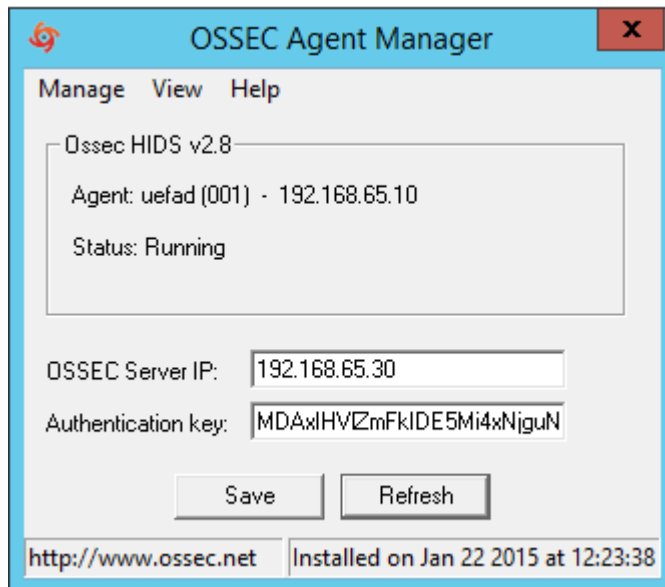 OSSEC Agent Manager
x
Manage View Help
Ossec HIDS v2.8
Agent: uefad (001) - 192.168.65.10
Status: Running
OSSEC Server IP: 192.168.65.30
Authentication key: MDAxIHVlZmFkIDE5Mi4xNjguN
Save Refresh
http://www.ossec.net Installed on Jan 22 2015 at 12:23:38